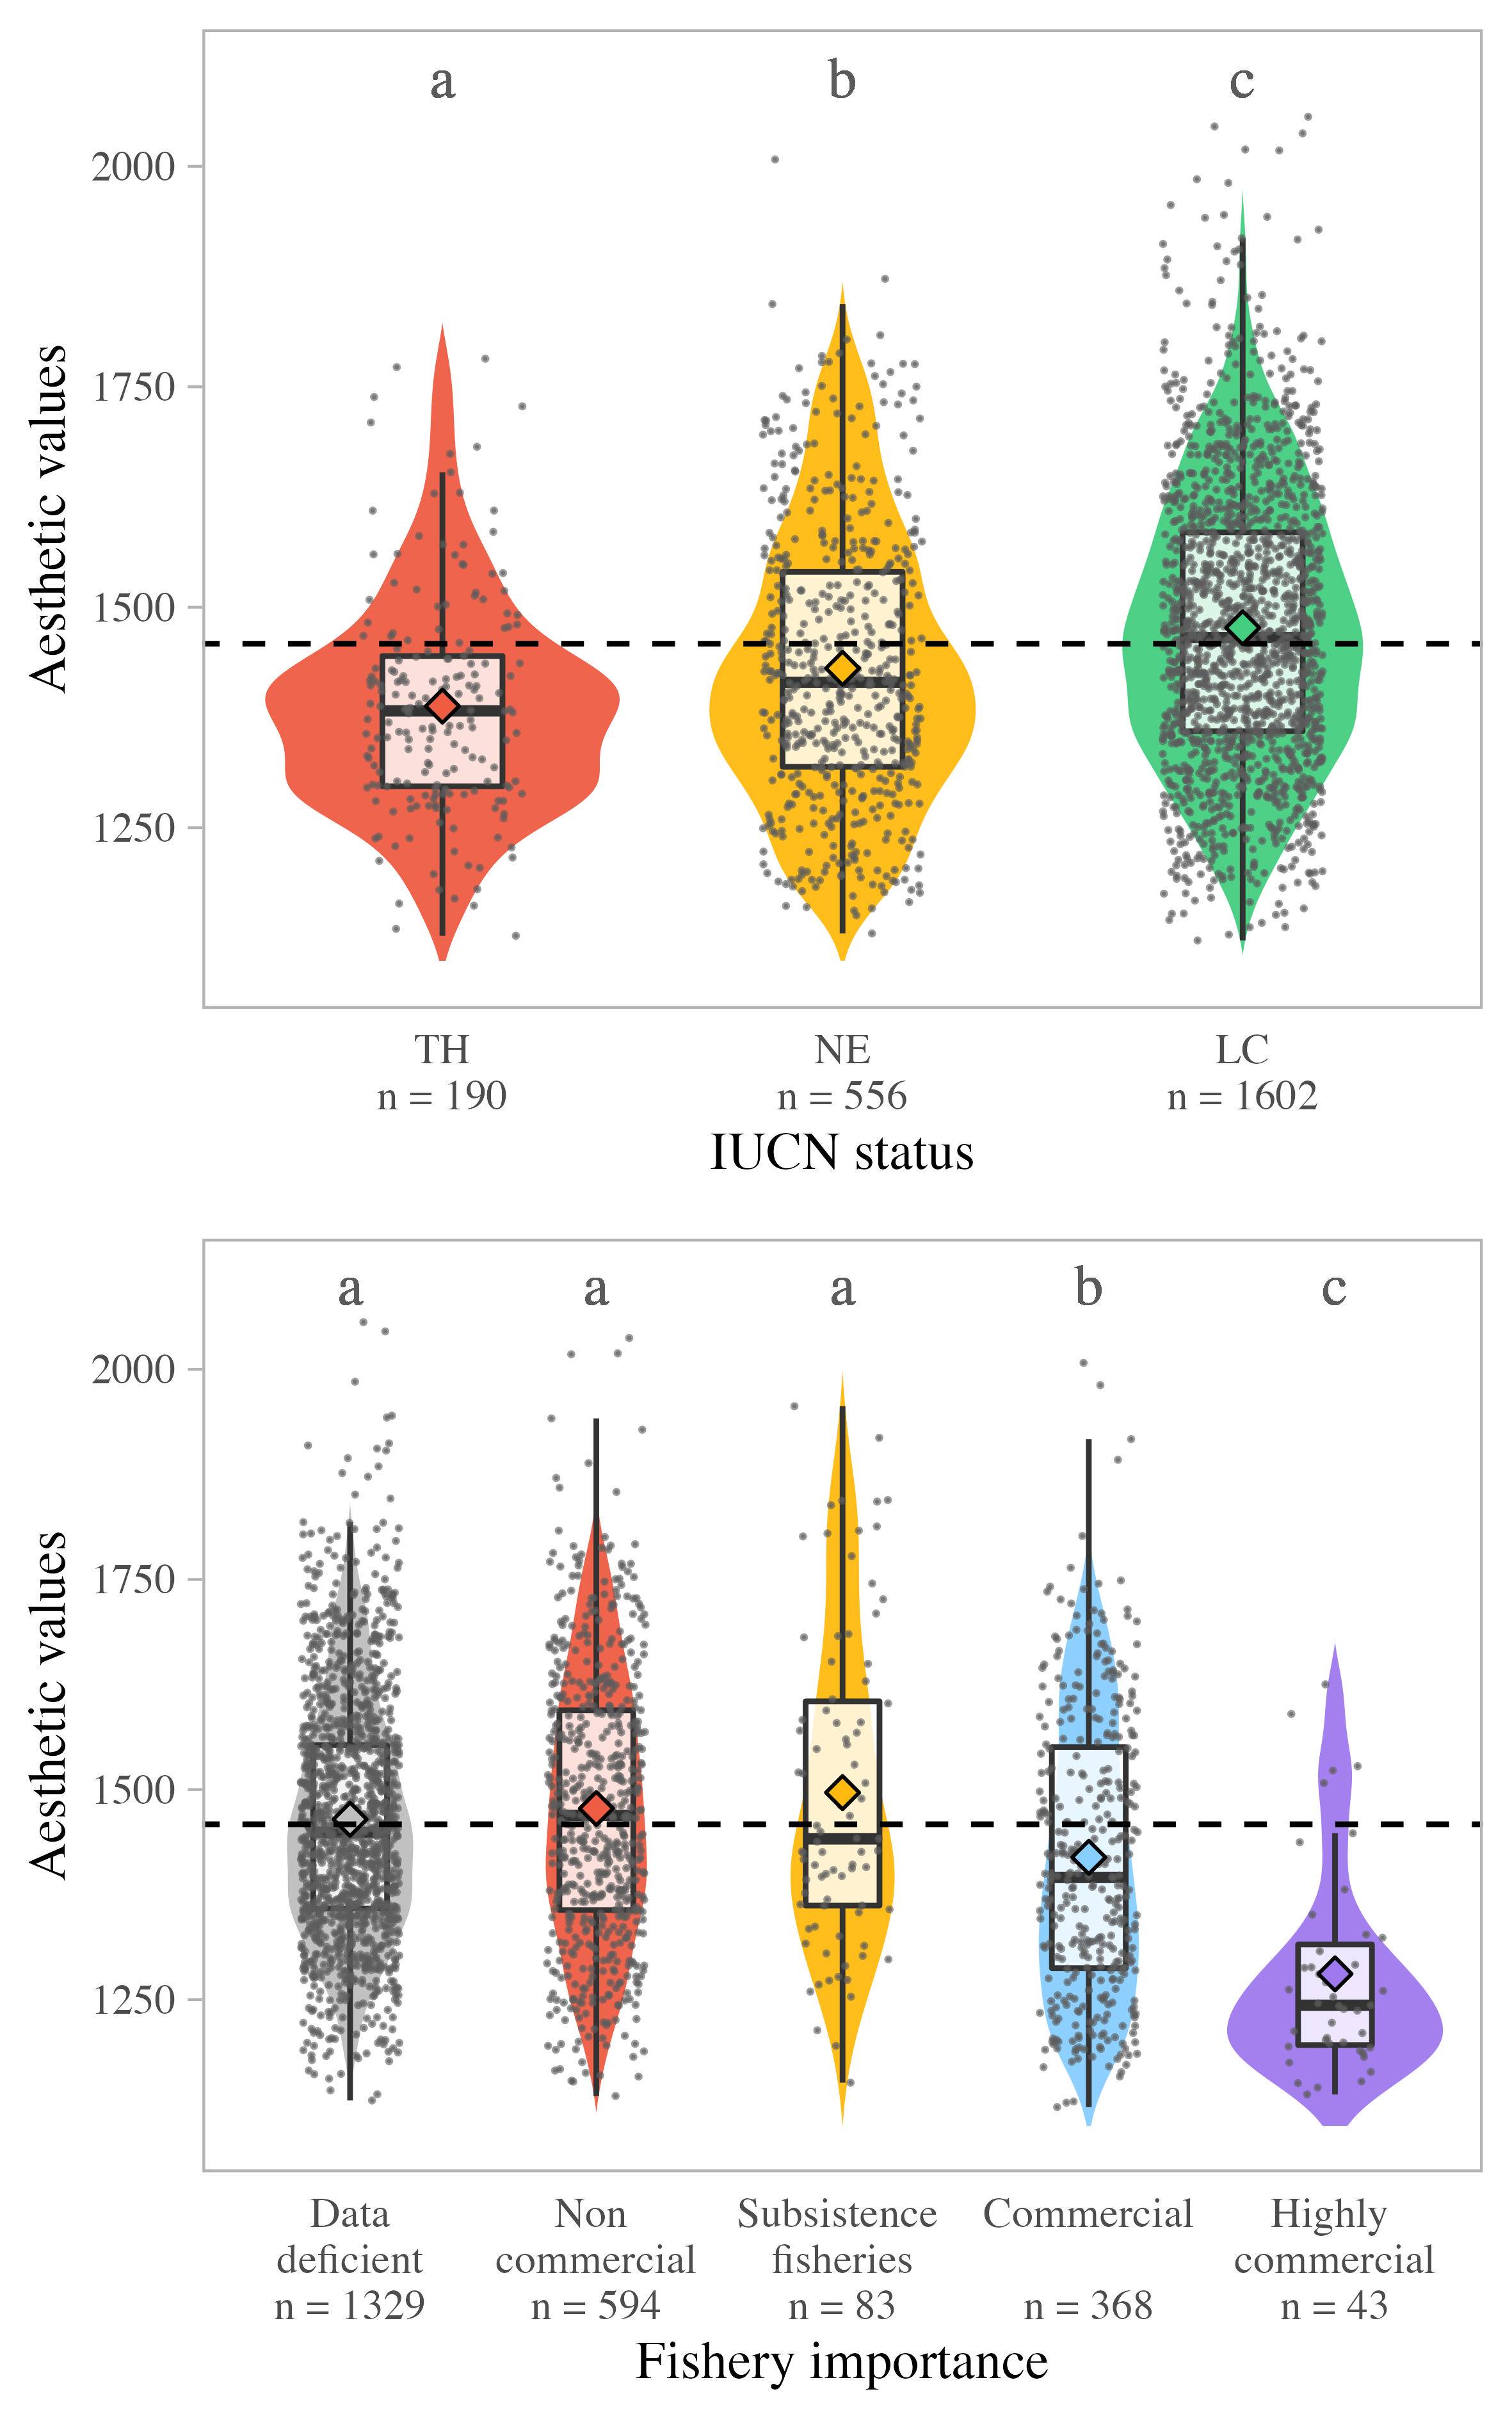 a b c
2000
1750
1500
1250
Aesthetic values
TH NE LC
n = 190 n = 556 n = 1602
IUCN status
a a a b c
2000
1750
1500
1250
Aesthetic values
Data Non Subsistence Commercial Highly
deficient commercial fisheries commercial
n = 1329 n = 594 n = 83 n = 368 n = 43
Fishery importance